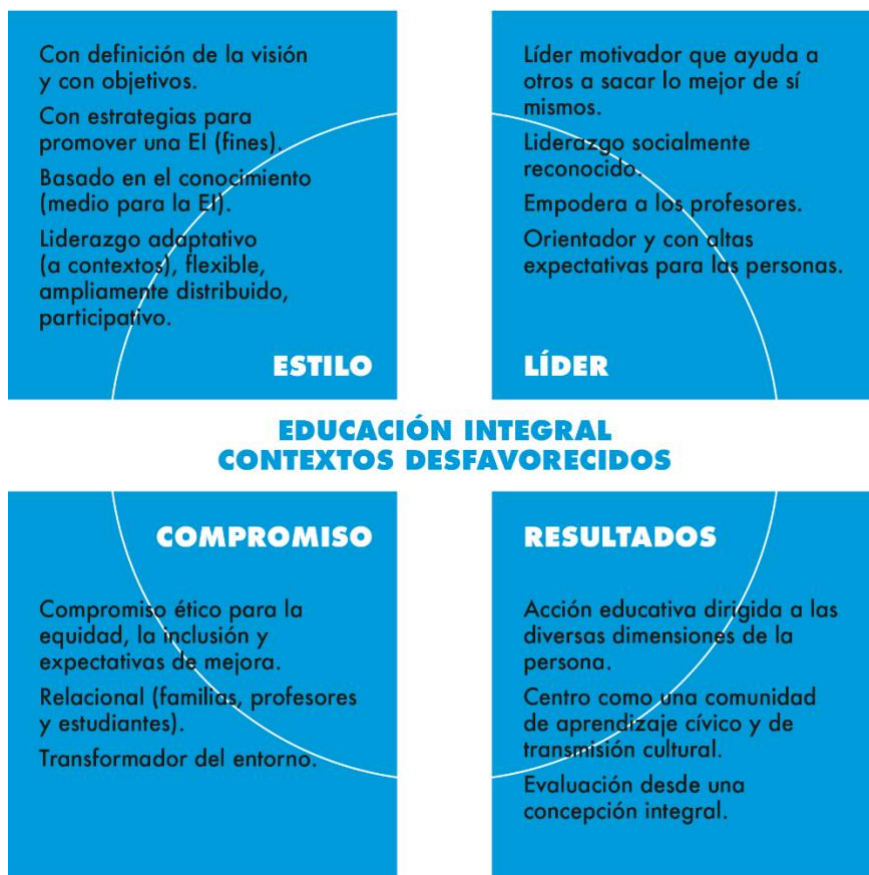 Con definición de la visión
y con objetivos.
Con estrategias para
promover una EI (fines).
Basado en el conocimiento
(medio para la EI).
Liderazgo adaptativo
(a contextos), flexible,
ampliamente distribuido,
participativo.
ESTILO
Líder motivador que ayuda a
otros a sacar lo mejor de sí
mismos.
Liderazgo socialmente
reconocido.
Empodera a los profesores.
Orientador y con altas
expectativas para las personas.
LÍDER
EDUCACIÓN INTEGRAL
CONTEXTOS DESFAVORECIDOS
COMPROMISO
Compromiso ético para la
equidad, la inclusión y
expectativas de mejora.
Relacional (familias, profesores
y estudiantes).
Transformador del entorno.
RESULTADOS
Acción educativa dirigida a las
diversas dimensiones de la
persona.
Centro como una comunidad
de aprendizaje cívico y de
transmisión cultural.
Evaluación desde una
concepción integral.